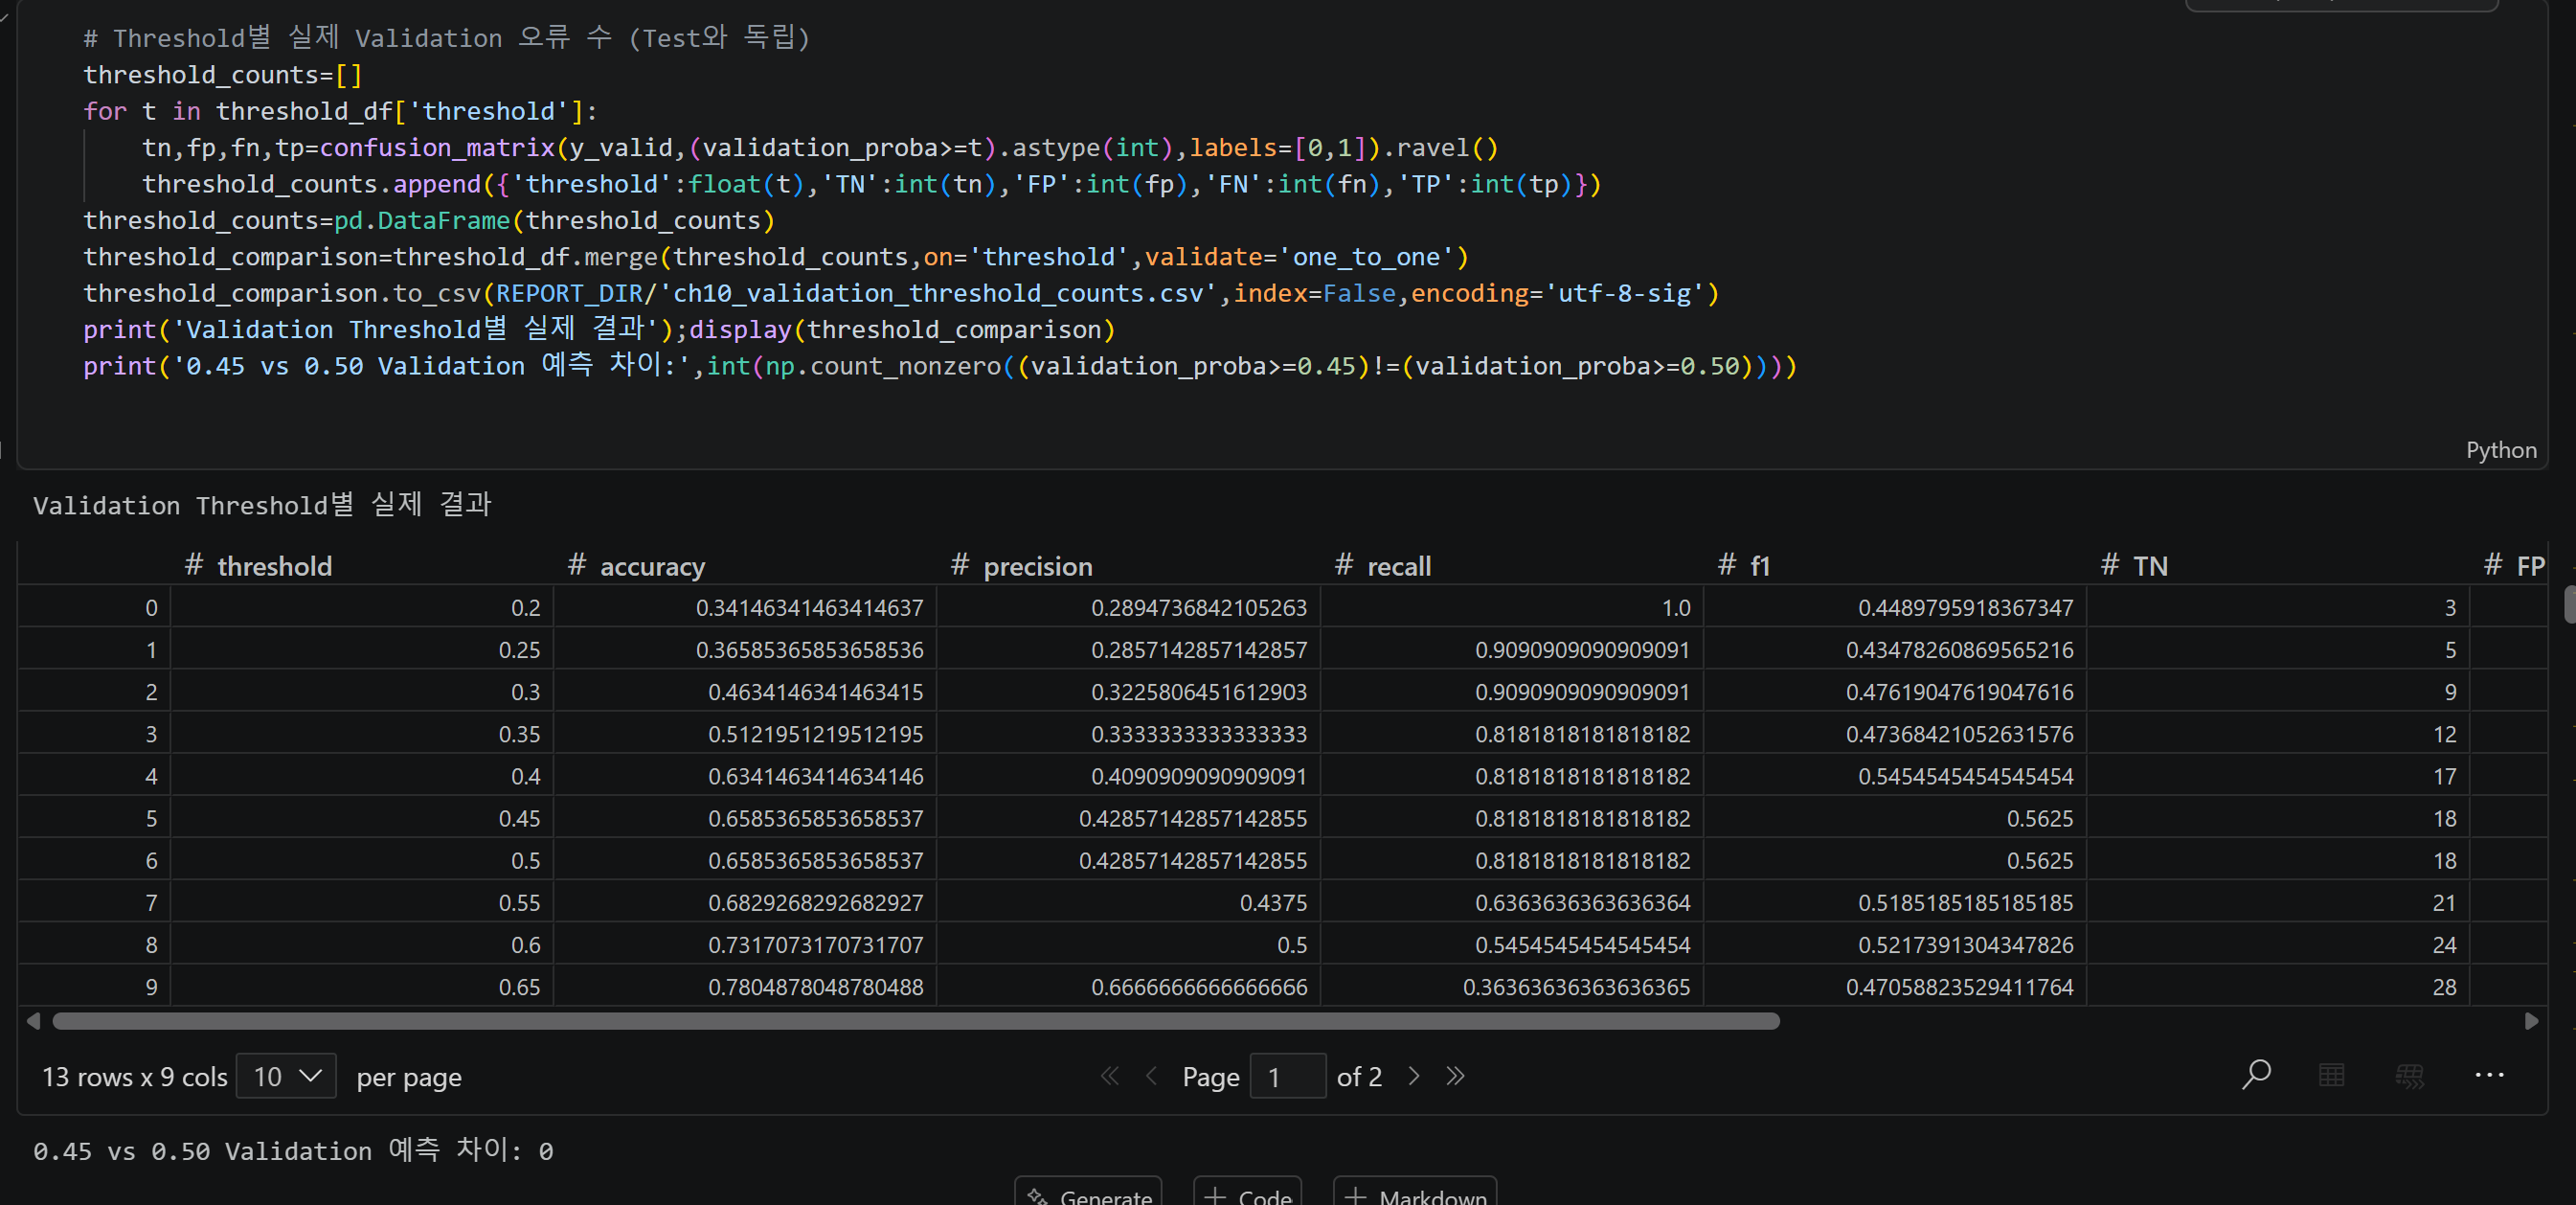 # Threshold별 실제 Validation 오류 수 (Test와 독립)
threshold_counts=[]
for t in threshold_df['threshold']:
    tn,fp,fn,tp=confusion_matrix(y_valid,(validation_proba>=t).astype(int),labels=[0,1]).ravel()
    threshold_counts.append({'threshold':float(t),'TN':int(tn),'FP':int(fp),'FN':int(fn),'TP':int(tp)})
threshold_counts=pd.DataFrame(threshold_counts)
threshold_comparison=threshold_df.merge(threshold_counts,on='threshold',validate='one_to_one')
threshold_comparison.to_csv(REPORT_DIR/'ch10_validation_threshold_counts.csv',index=False,encoding='utf-8-sig')
print('Validation Threshold별 실제 결과');display(threshold_comparison)
print('0.45 vs 0.50 Validation 예측 차이:',int(np.count_nonzero((validation_proba>=0.45)!=(validation_proba>=0.50))))
Python
Validation Threshold별 실제 결과
# threshold # accuracy # precision # recall # f1 # TN # FP
0 0.2 0.34146341463414637 0.2894736842105263 1.0 0.4489795918367347 3
1 0.25 0.36585365853658536 0.2857142857142857 0.9090909090909091 0.43478260869565216 5
2 0.3 0.4634146341463415 0.3225806451612903 0.9090909090909091 0.47619047619047616 9
3 0.35 0.5121951219512195 0.3333333333333333 0.8181818181818182 0.47368421052631576 12
4 0.4 0.6341463414634146 0.4090909090909091 0.8181818181818182 0.5454545454545454 17
5 0.45 0.6585365853658537 0.42857142857142855 0.8181818181818182 0.5625 18
6 0.5 0.6585365853658537 0.42857142857142855 0.8181818181818182 0.5625 18
7 0.55 0.6829268292682927 0.4375 0.6363636363636364 0.5185185185185185 21
8 0.6 0.7317073170731707 0.5 0.5454545454545454 0.5217391304347826 24
9 0.65 0.7804878048780488 0.6666666666666666 0.36363636363636365 0.47058823529411764 28
13 rows x 9 cols 10 per page Page 1 of 2
0.45 vs 0.50 Validation 예측 차이: 0
Generate + Code + Markdown